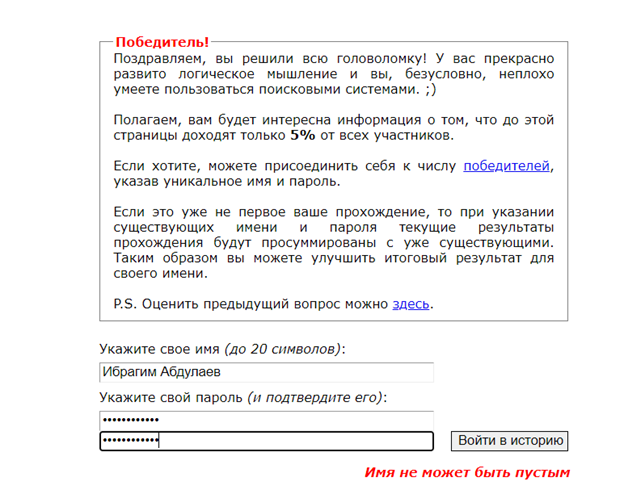 Победитель!
Поздравляем, вы решили всю головоломку! У вас прекрасно
развито логическое мышление и вы, безусловно, неплохо
умеете пользоваться поисковыми системами. ;)
Полагаем, вам будет интересна информация о том, что до этой
страницы доходят только 5% от всех участников.
Если хотите, можете присоединить себя к числу победителей,
указав уникальное имя и пароль.
Если это уже не первое ваше прохождение, то при указании
существующих имени и пароля текущие результаты
прохождения будут просуммированы с уже существующими.
Таким образом вы можете улучшить итоговый результат для
своего имени.
P.S. Оценить предыдущий вопрос можно здесь.
Укажите свое имя (до 20 символов):
Ибрагим Абдулаев
Укажите свой пароль (и подтвердите его):
••••••••••••
•••••••••••• Войти в историю
Имя не может быть пустым